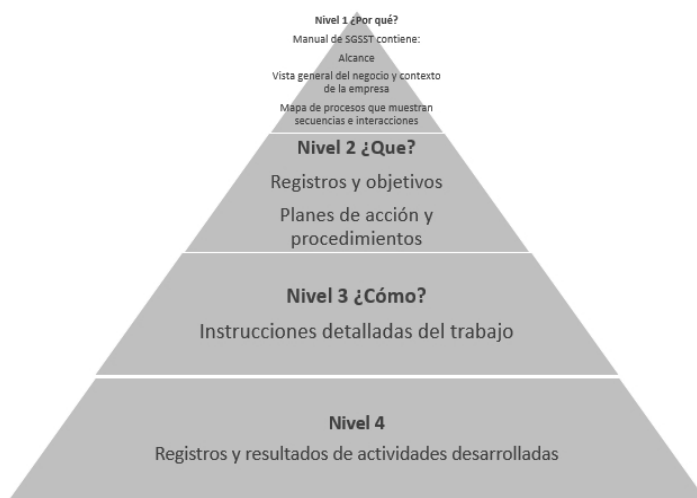 Nivel 1 ¿Por qué?
Manual de SGSST contiene:
Alcance
Vista general del negocio y contexto
de la empresa
Mapa de procesos que muestran
secuencias e interacciones
Nivel 2 ¿Que?
Registros y objetivos
Planes de acción y
procedimientos
Nivel 3 ¿Cómo?
Instrucciones detalladas del trabajo
Nivel 4
Registros y resultados de actividades desarrolladas